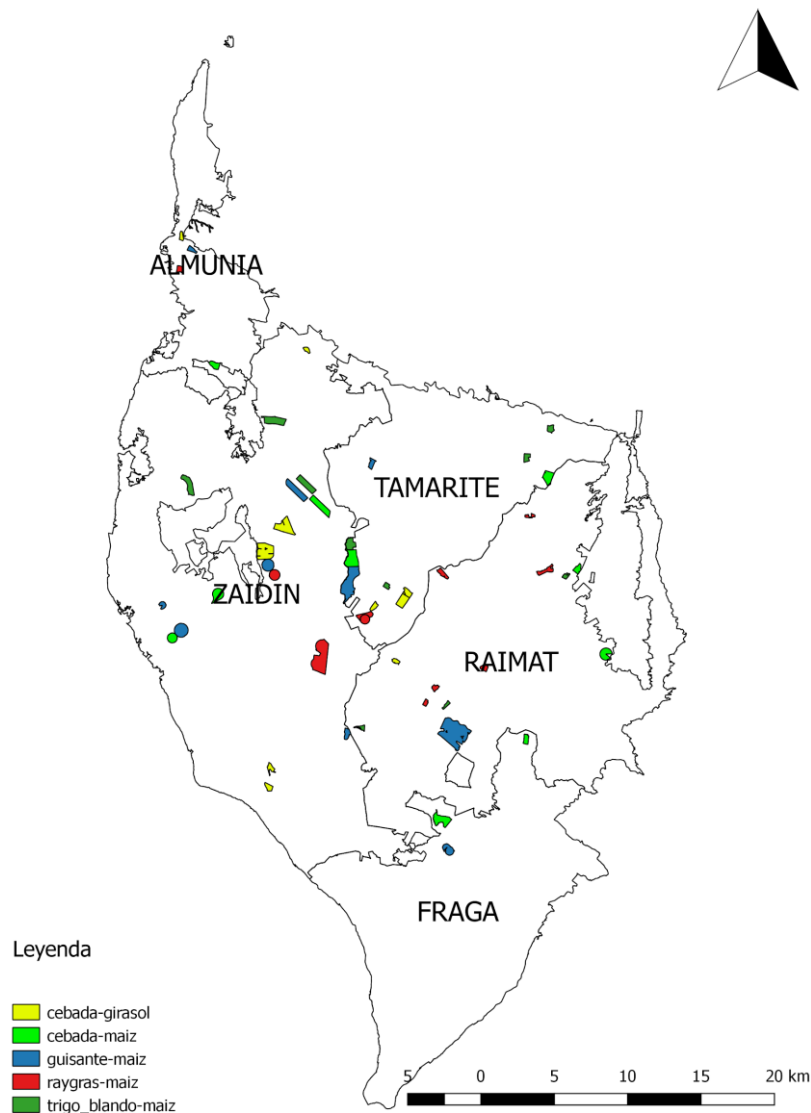 ALMUNIA
TAMARITE
ZAIDIN
RAIMAT
FRAGA
Leyenda
cebada-girasol
cebada-maiz
guisante-maiz
raygras-maiz
trigo_blando-maiz
5 0 5 10 15 20 km